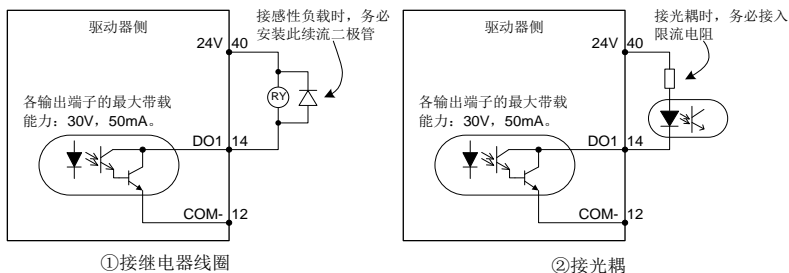 驱动器侧
24V 40
接感性负载时，务必
安装此续流二极管
RY
各输出端子的最大带载
能力：30V，50mA。
DO1 14
COM- 12
①接继电器线圈
驱动器侧
24V 40
接光耦时，务必接入
限流电阻
各输出端子的最大带载
能力：30V，50mA。
DO1 14
COM- 12
②接光耦